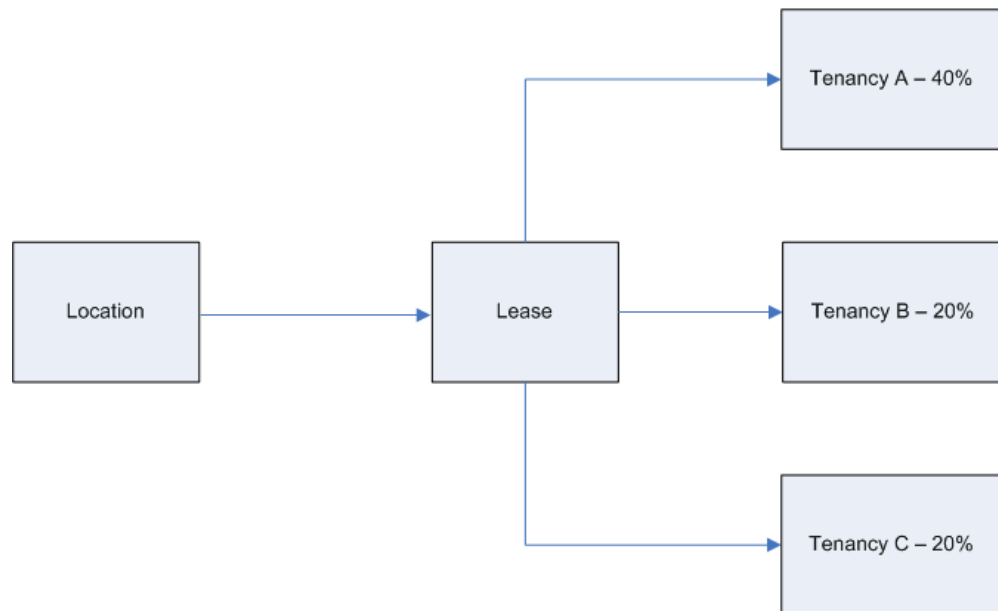 Tenancy A – 40%
Location
Lease
Tenancy B – 20%
Tenancy C – 20%